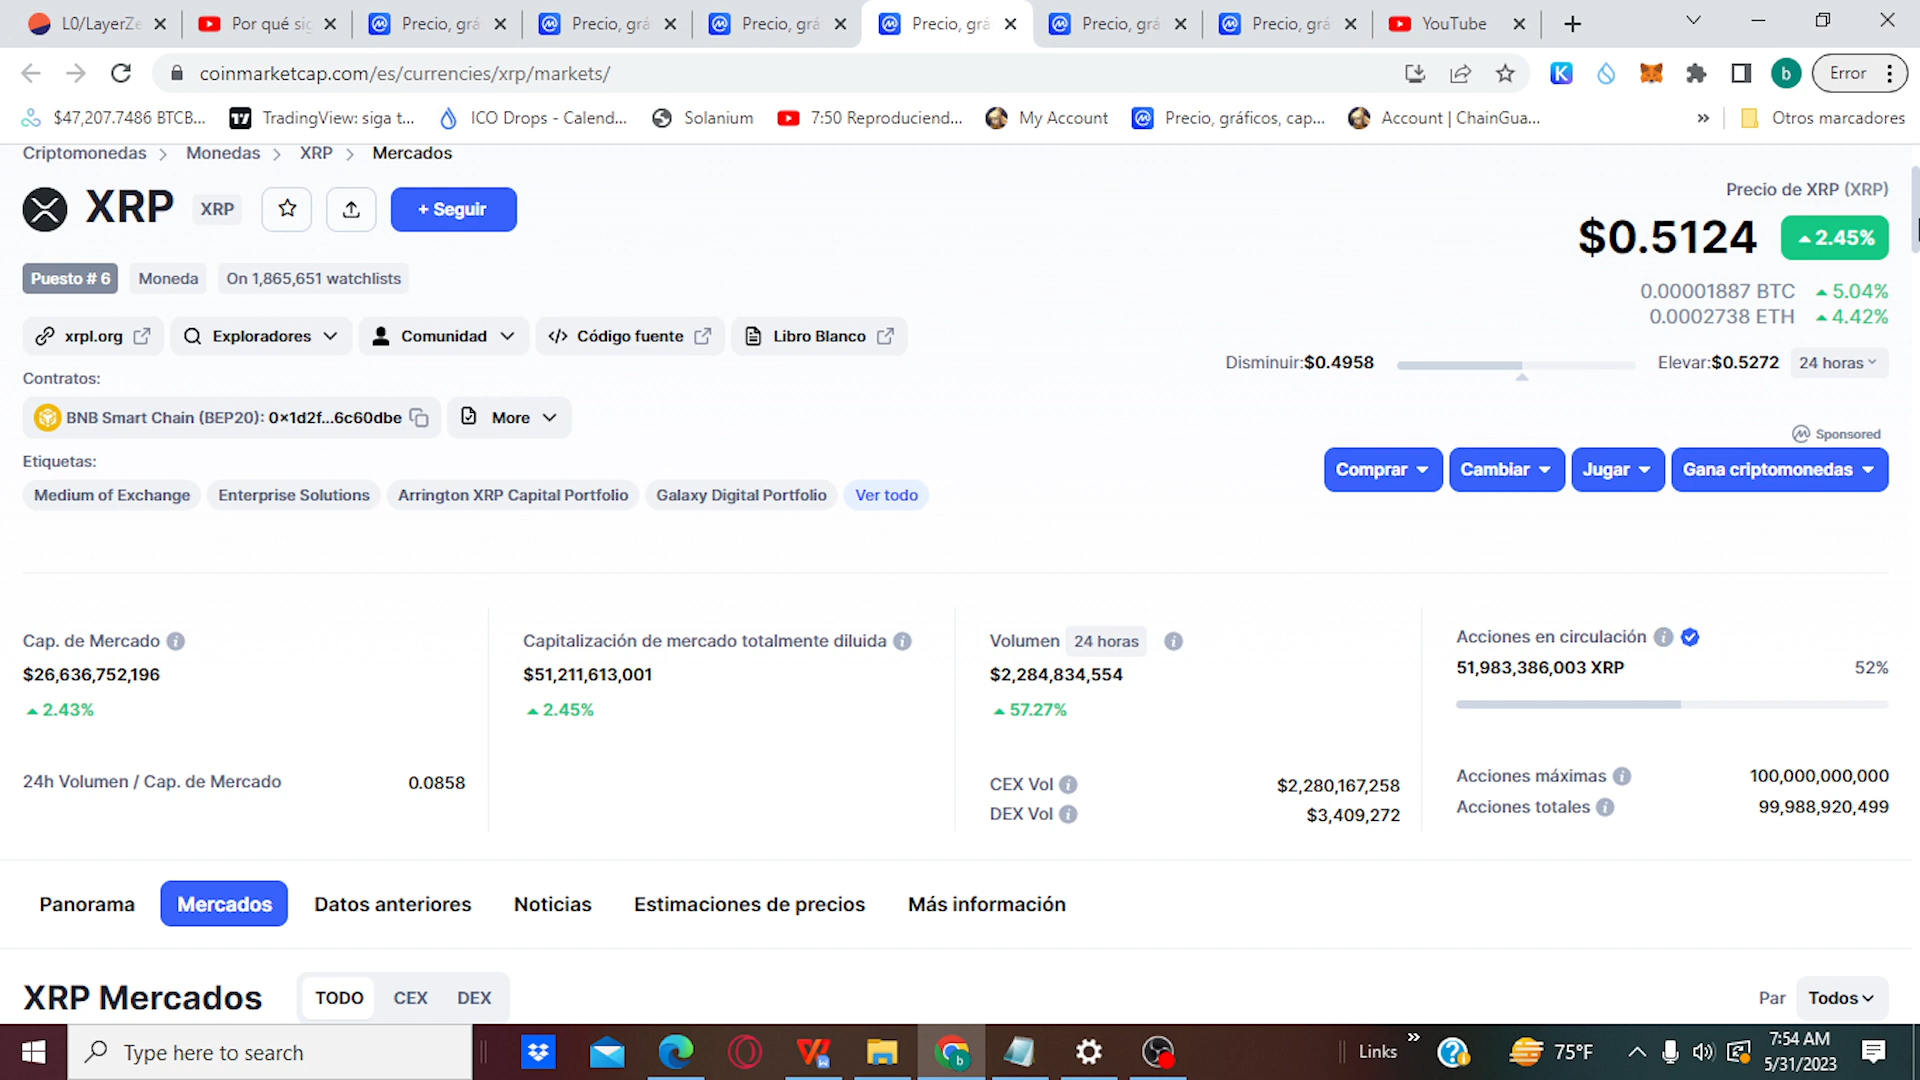 L0/LayerZe
Por qué sig
Precio, grá
Precio, grá
Precio, grá
Precio, grá
Precio, grá
Precio, grá
YouTube
coinmarketcap.com/es/currencies/xrp/markets/
K
b
Error
$47,207.7486 BTCB...
TradingView: siga t...
ICO Drops - Calend...
Solanium
7:50 Reproduciend...
My Account
Precio, gráficos, cap...
Account | ChainGua...
»
Otros marcadores
Criptomonedas > Monedas > XRP > Mercados
XRP XRP + Seguir
Precio de XRP (XRP)
$0.5124 2.45%
0.00001887 BTC 5.04%
0.0002738 ETH 4.42%
Puesto # 6 Moneda On 1,865,651 watchlists
xrpl.org Exploradores Comunidad Código fuente Libro Blanco
Disminuir:$0.4958 Elevar:$0.5272 24 horas
Contratos:
BNB Smart Chain (BEP20): 0x1d2f...6c60dbe More
Sponsored
Etiquetas:
Comprar Cambiar Jugar Gana criptomonedas
Medium of Exchange Enterprise Solutions Arrington XRP Capital Portfolio Galaxy Digital Portfolio Ver todo
Cap. de Mercado
$26,636,752,196
2.43%
24h Volumen / Cap. de Mercado 0.0858
Capitalización de mercado totalmente diluida
$51,211,613,001
2.45%
Volumen 24 horas
$2,284,834,554
57.27%
CEX Vol $2,280,167,258
DEX Vol $3,409,272
Acciones en circulación
51,983,386,003 XRP 52%
Acciones máximas 100,000,000,000
Acciones totales 99,988,920,499
Panorama Mercados Datos anteriores Noticias Estimaciones de precios Más información
XRP Mercados TODO CEX DEX Par Todos
Type here to search
Links »
75°F
7:54 AM
5/31/2023